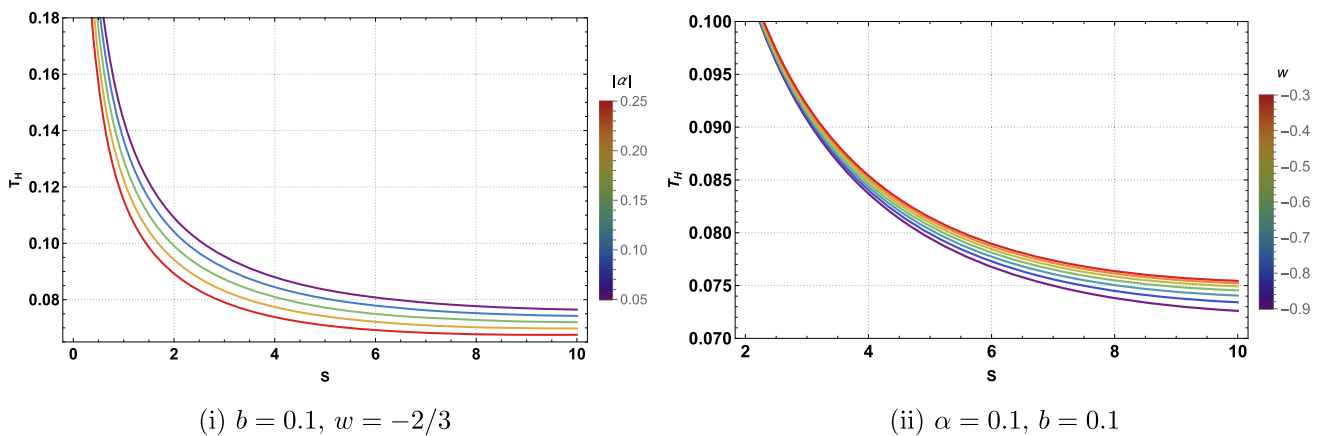 0.18
0.16
0.14
0.12
0.10
0.08
T_H
0 2 4 6 8 10
S
|α|
0.25
0.20
0.15
0.10
0.05
(i) b = 0.1, w = −2/3
0.100
0.095
0.090
0.085
0.080
0.075
0.070
T_H
2 4 6 8 10
S
w
−0.3
−0.4
−0.5
−0.6
−0.7
−0.8
−0.9
(ii) α = 0.1, b = 0.1